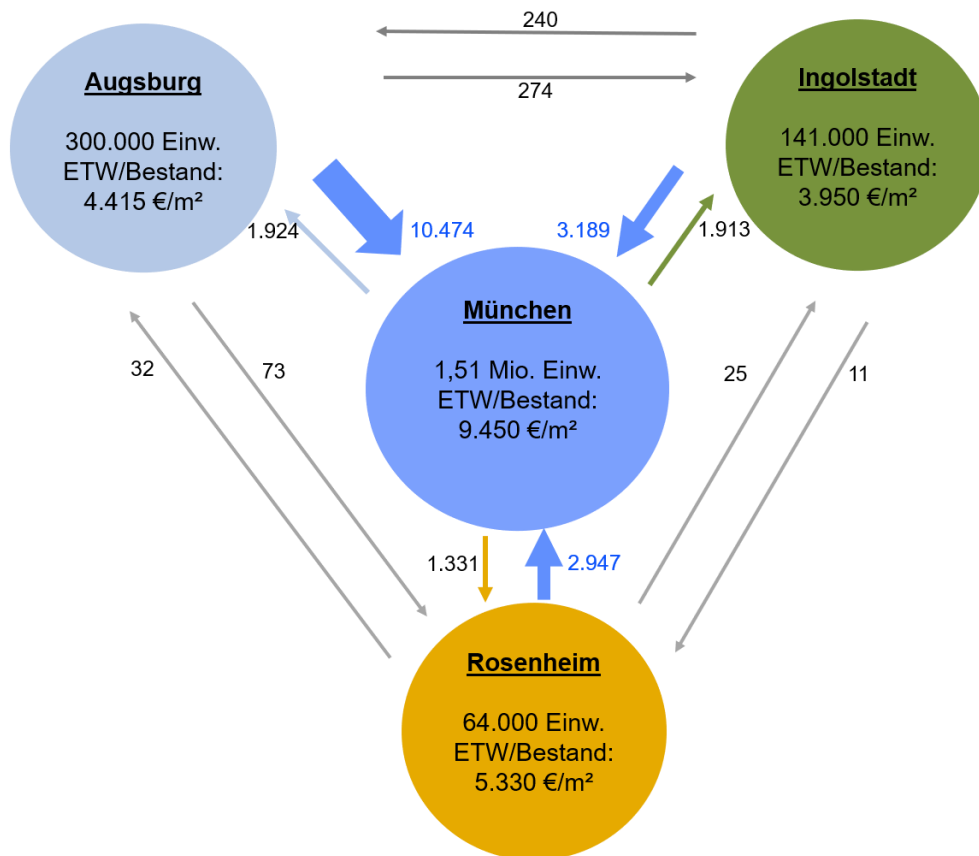 240
274
Augsburg
300.000 Einw.
ETW/Bestand:
4.415 €/m²
Ingolstadt
141.000 Einw.
ETW/Bestand:
3.950 €/m²
1.924
10.474
3.189
1.913
München
1,51 Mio. Einw.
ETW/Bestand:
9.450 €/m²
32
73
25
11
1.331
2.947
Rosenheim
64.000 Einw.
ETW/Bestand:
5.330 €/m²